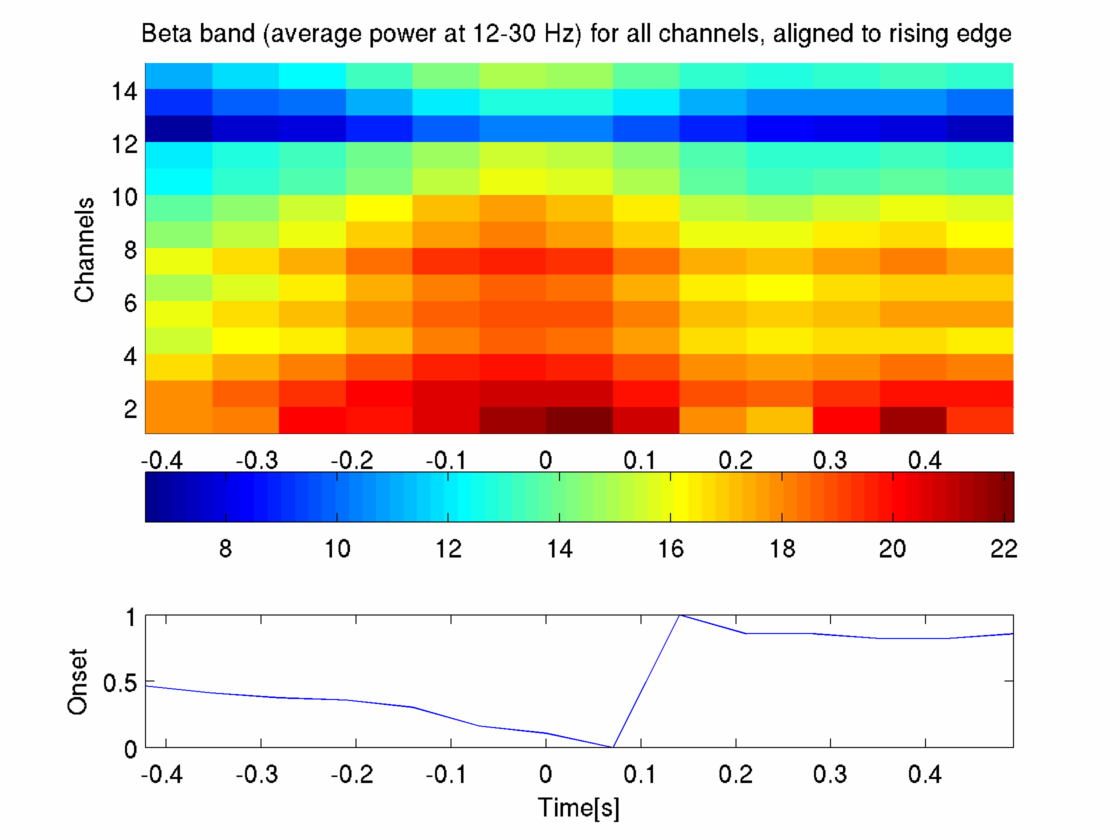 Beta band (average power at 12-30 Hz) for all channels, aligned to rising edge
14
12
10
8
6
4
2
Channels
-0.4 -0.3 -0.2 -0.1 0 0.1 0.2 0.3 0.4
8 10 12 14 16 18 20 22
1
0.5
0
Onset
-0.4 -0.3 -0.2 -0.1 0 0.1 0.2 0.3 0.4
Time[s]